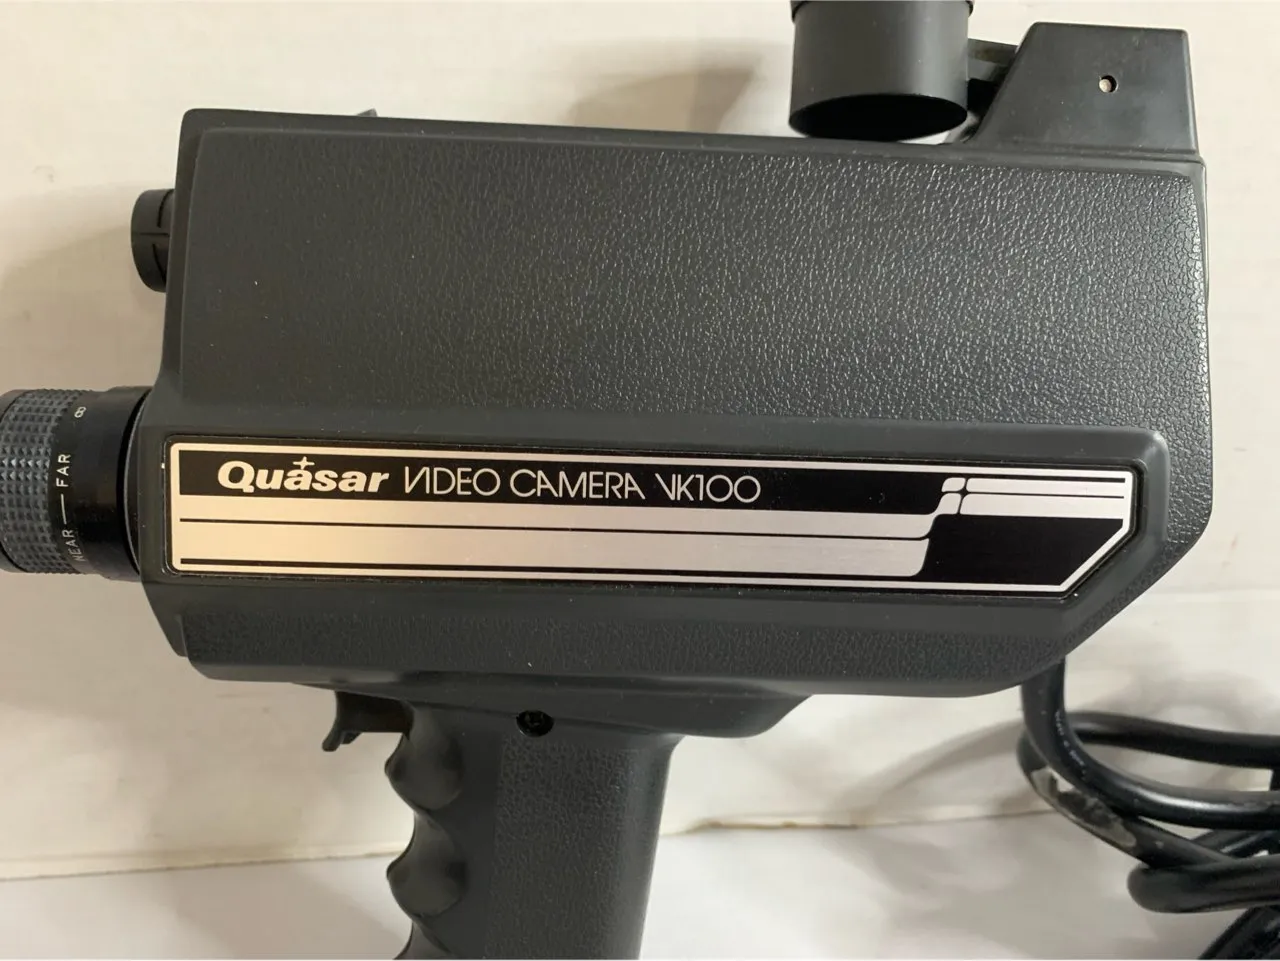 Quasar VIDEO CAMERA VK100
∞
NEAR — FAR